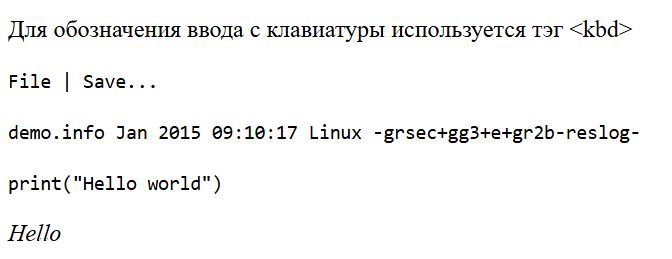 Для обозначения ввода с клавиатуры используется тэг <kbd>
File | Save...
demo.info Jan 2015 09:10:17 Linux -grsec+gg3+e+gr2b-reslog-
print("Hello world")
Hello